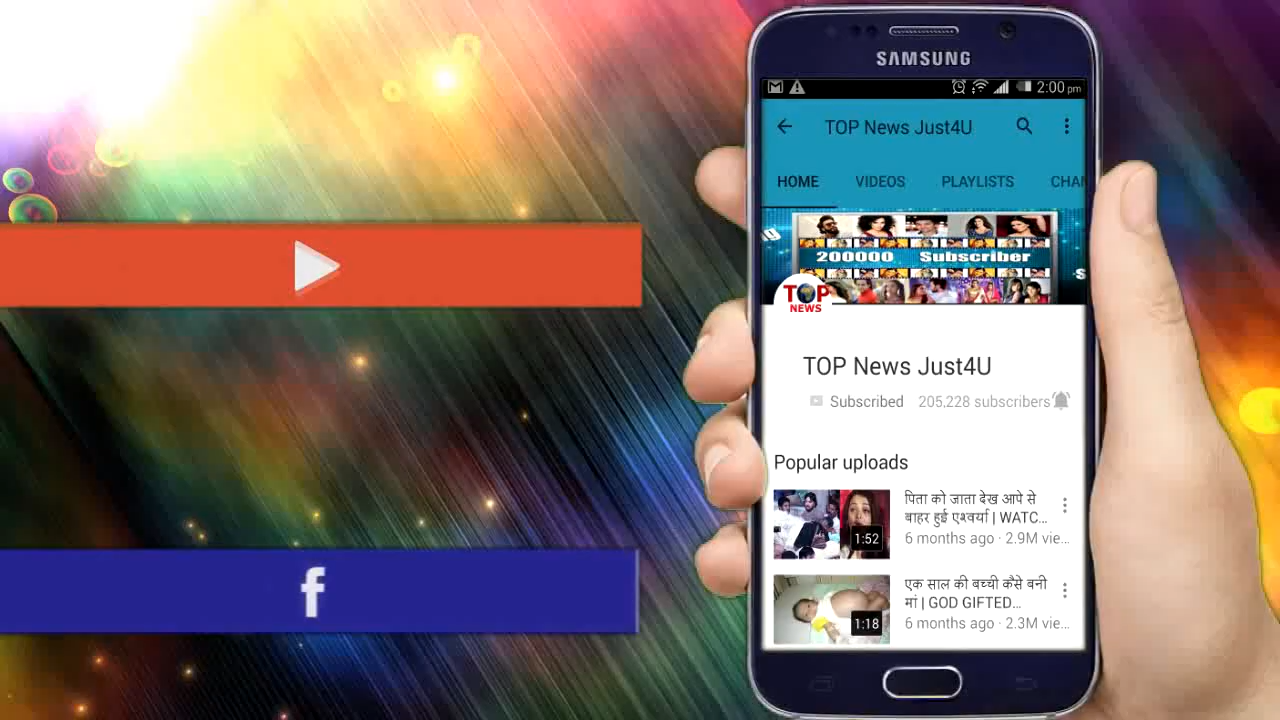 SAMSUNG
2:00 pm
TOP News Just4U
HOME VIDEOS PLAYLISTS CHAN
200000 Subscriber
TOP
NEWS
TOP News Just4U
Subscribed 205,228 subscribers
Popular uploads
पिता को जाता देख आपे से
बाहर हुई एश्वर्या | WATC...
6 months ago · 2.9M vie...
1:52
एक साल की बच्ची कैसे बनी
मां | GOD GIFTED...
6 months ago · 2.3M vie...
1:18
f